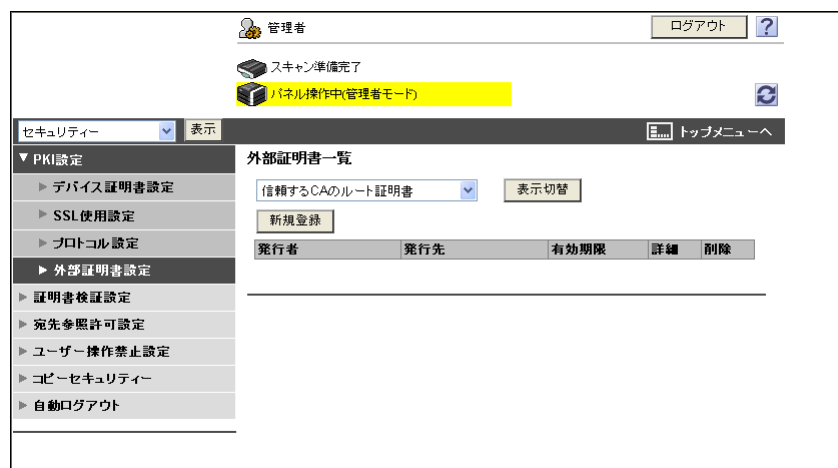 管理者
ログアウト
?
スキャン準備完了
パネル操作中(管理者モード)
セキュリティー
表示
トップメニューへ
▼PKI設定
外部証明書一覧
▶デバイス証明書設定
信頼するCAのルート証明書
表示切替
▶SSL使用設定
新規登録
▶プロトコル設定
発行者 発行先 有効期限 詳細 削除
▶外部証明書設定
▶証明書検証設定
▶宛先参照許可設定
▶ユーザー操作禁止設定
▶コピーセキュリティー
▶自動ログアウト